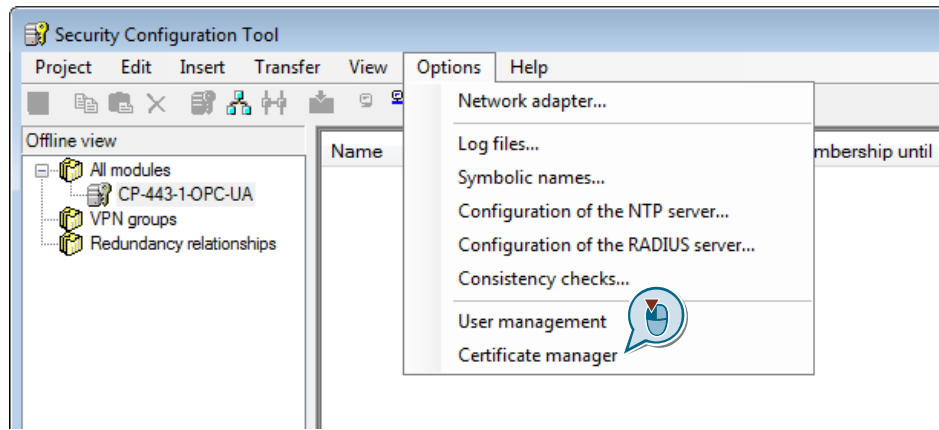 Security Configuration Tool
Project Edit Insert Transfer View Options Help
Network adapter...
Log files...
Symbolic names...
Configuration of the NTP server...
Configuration of the RADIUS server...
Consistency checks...
User management
Certificate manager
Offline view
All modules
CP-443-1-OPC-UA
VPN groups
Redundancy relationships
Name
mbership until